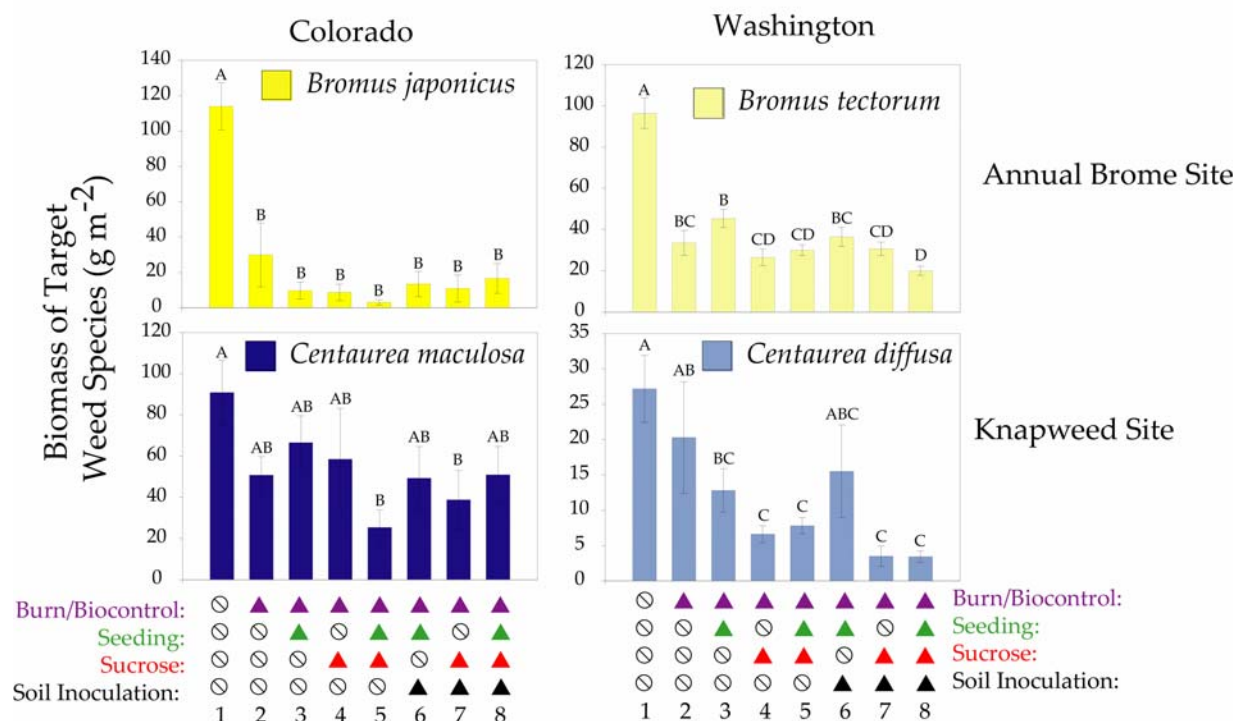 Colorado
Washington
Biomass of Target
Weed Species (g m-2)
140
120
100
80
60
40
20
0
A
B
B
B
B
B
B
B
Bromus japonicus
120
100
80
60
40
20
0
A
BC
B
CD
CD
BC
CD
D
Bromus tectorum
Annual Brome Site
120
100
80
60
40
20
0
A
AB
AB
AB
B
AB
B
AB
Centaurea maculosa
35
30
25
20
15
10
5
0
A
AB
BC
C
C
ABC
C
C
Centaurea diffusa
Knapweed Site
Burn/Biocontrol:
Seeding:
Sucrose:
Soil Inoculation:
1 2 3 4 5 6 7 8
Burn/Biocontrol:
Seeding:
Sucrose:
Soil Inoculation:
1 2 3 4 5 6 7 8